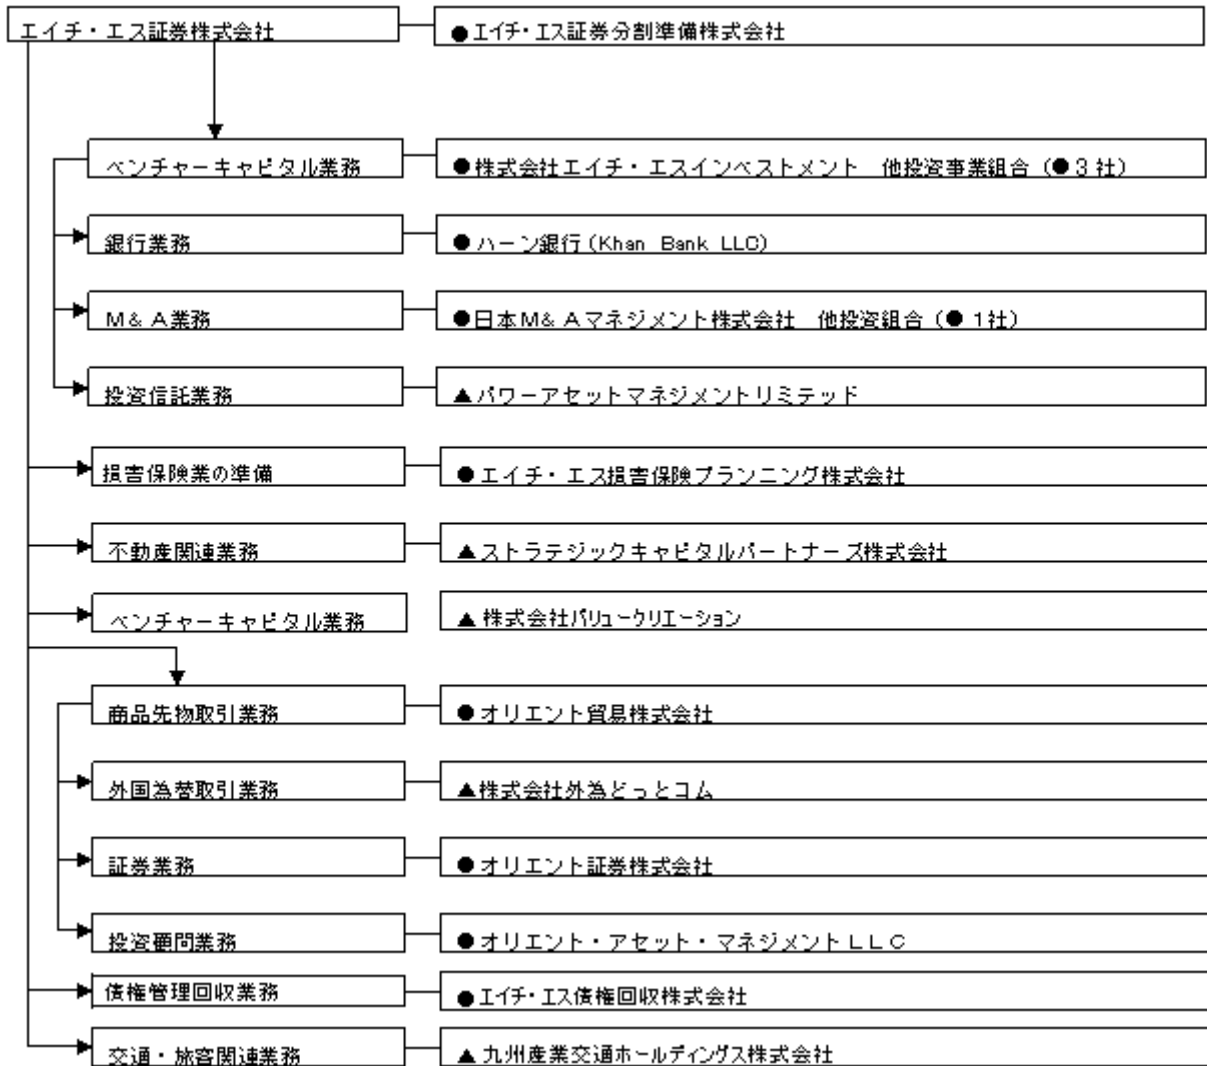 エイチ・エス証券株式会社 ●エイチ・エス証券分割準備株式会社
ベンチャーキャピタル業務 ●株式会社エイチ・エスインベストメント 他投資事業組合（●３社）
銀行業務 ●ハーン銀行(Khan Bank LLC)
M&A業務 ●日本M&Aマネジメント株式会社 他投資組合（●１社）
投資信託業務 ▲パワーアセットマネジメントリミテッド
損害保険業の準備 ●エイチ・エス損害保険プランニング株式会社
不動産関連業務 ▲ストラテジックキャピタルパートナーズ株式会社
ベンチャーキャピタル業務 ▲株式会社バリュークリエーション
商品先物取引業務 ●オリエント貿易株式会社
外国為替取引業務 ▲株式会社外為どっとコム
証券業務 ●オリエント証券株式会社
投資顧問業務 ●オリエント・アセット・マネジメントＬＬＣ
債権管理回収業務 ●エイチ・エス債権回収株式会社
交通・旅客関連業務 ▲九州産業交通ホールディングス株式会社